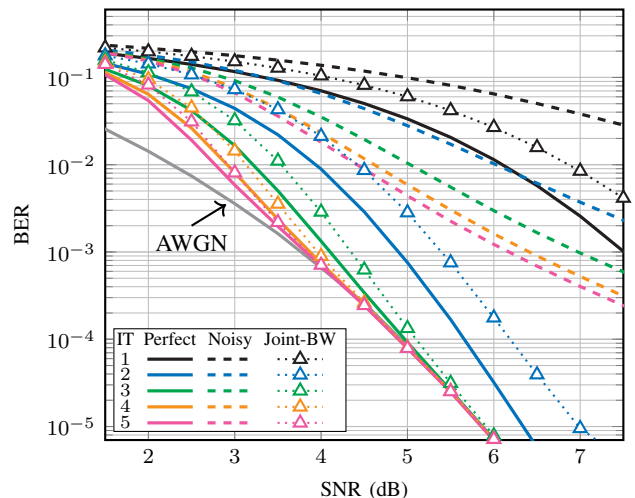 10⁻¹
10⁻²
10⁻³
10⁻⁴
10⁻⁵
BER
AWGN
IT Perfect Noisy Joint-BW
1
2
3
4
5
2 3 4 5 6 7
SNR (dB)